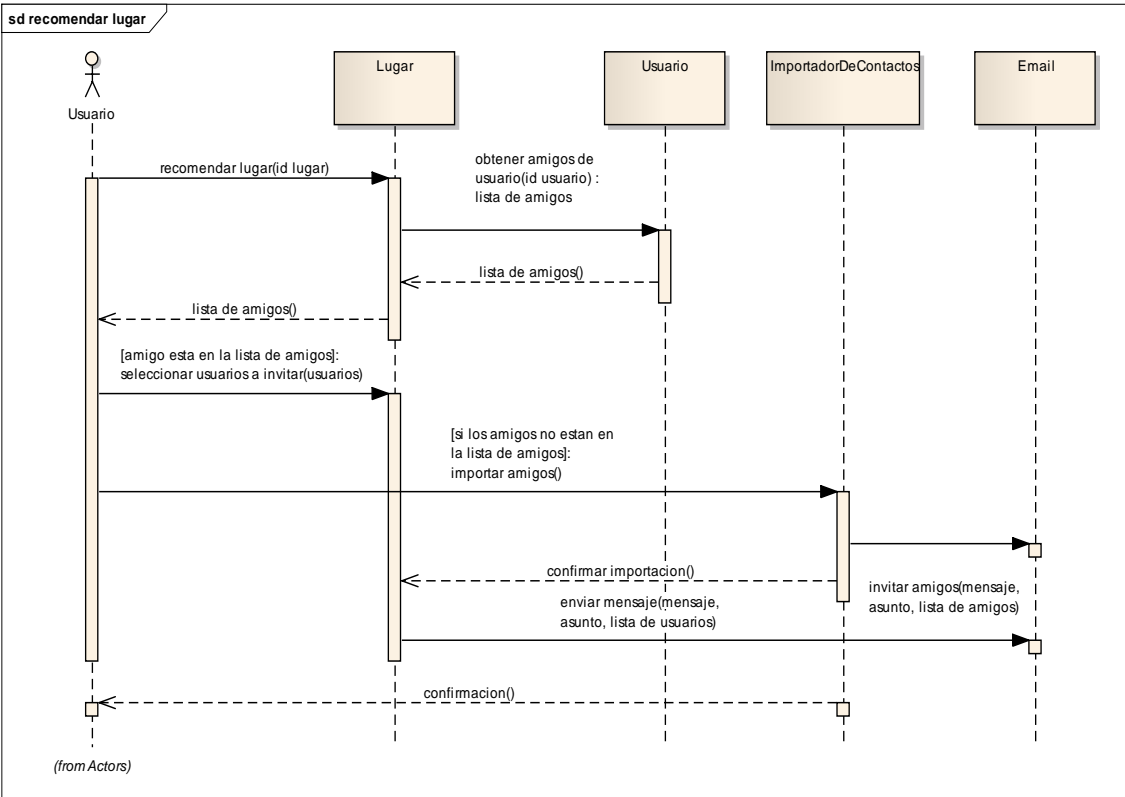 sd recomendar lugar
Usuario
Lugar
Usuario
ImportadorDeContactos
Email
recomendar lugar(id lugar)
obtener amigos de
usuario(id usuario) :
lista de amigos
lista de amigos()
lista de amigos()
[amigo esta en la lista de amigos]:
seleccionar usuarios a invitar(usuarios)
[si los amigos no estan en
la lista de amigos]:
importar amigos()
confirmar importacion()
invitar amigos(mensaje,
asunto, lista de amigos)
enviar mensaje(mensaje,
asunto, lista de usuarios)
confirmacion()
(from Actors)